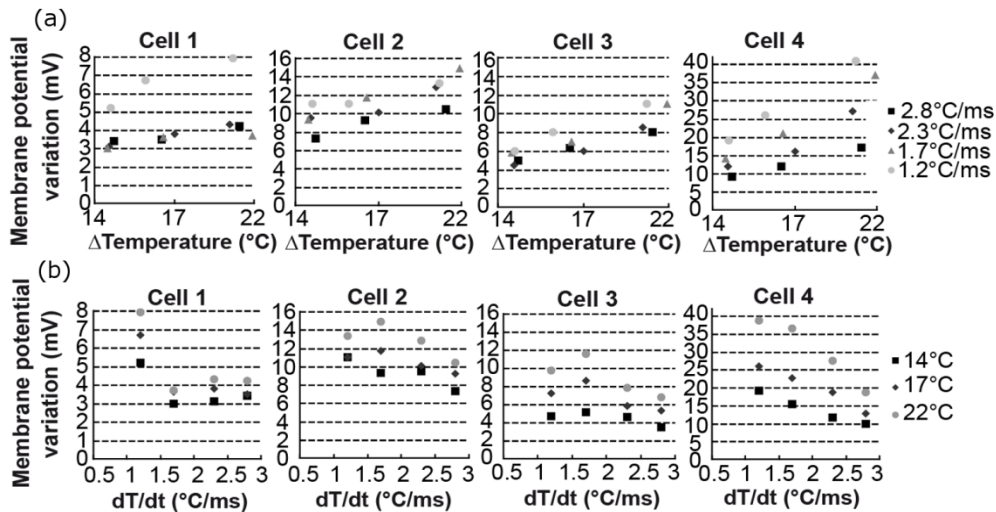 (a)
Cell 1 Cell 2 Cell 3 Cell 4
Membrane potential
variation (mV)
8 7 6 5 4 3 2 1 0
16 14 12 10 8 6 4 2 0
16 14 12 10 8 6 4 2 0
40 35 30 25 20 15 10 5 0
2.8°C/ms
2.3°C/ms
1.7°C/ms
1.2°C/ms
14 17 22 14 17 22 14 17 22 14 17 22
ΔTemperature (°C) ΔTemperature (°C) ΔTemperature (°C) ΔTemperature (°C)
(b)
Cell 1 Cell 2 Cell 3 Cell 4
Membrane potential
variation (mV)
8 7 6 5 4 3 2 1 0
16 14 12 10 8 6 4 2 0
16 14 12 10 8 6 4 2 0
40 35 30 25 20 15 10 5 0
14°C
17°C
22°C
0.5 1 1.5 2 2.5 3 0.5 1 1.5 2 2.5 3 0.5 1 1.5 2 2.5 3 0.5 1 1.5 2 2.5 3
dT/dt (°C/ms) dT/dt (°C/ms) dT/dt (°C/ms) dT/dt (°C/ms)